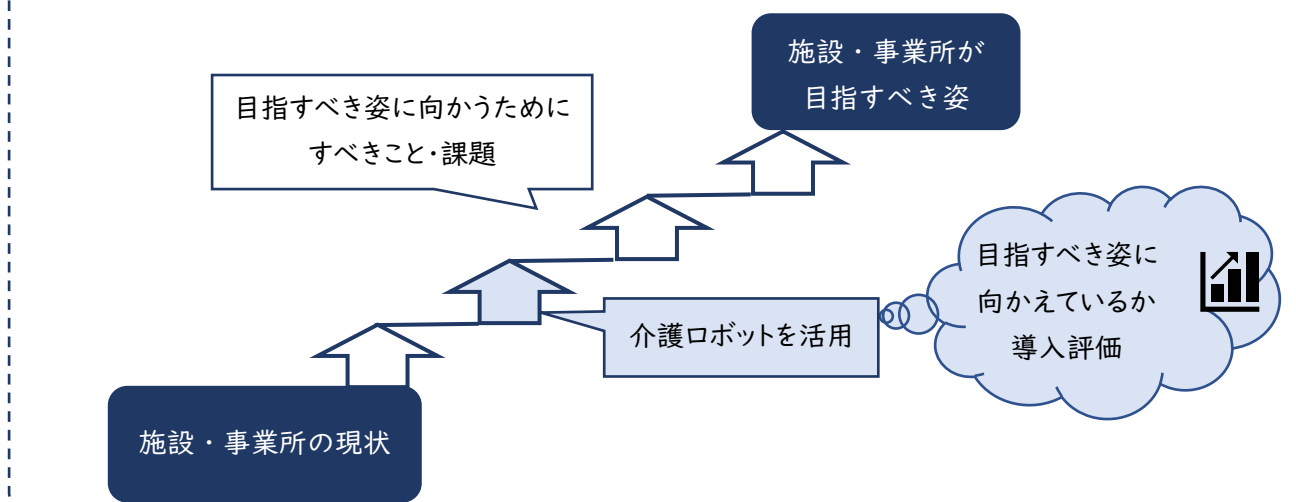 施設・事業所が
目指すべき姿
目指すべき姿に向かうために
すべきこと・課題
目指すべき姿に
向かえているか
導入評価
介護ロボットを活用
施設・事業所の現状